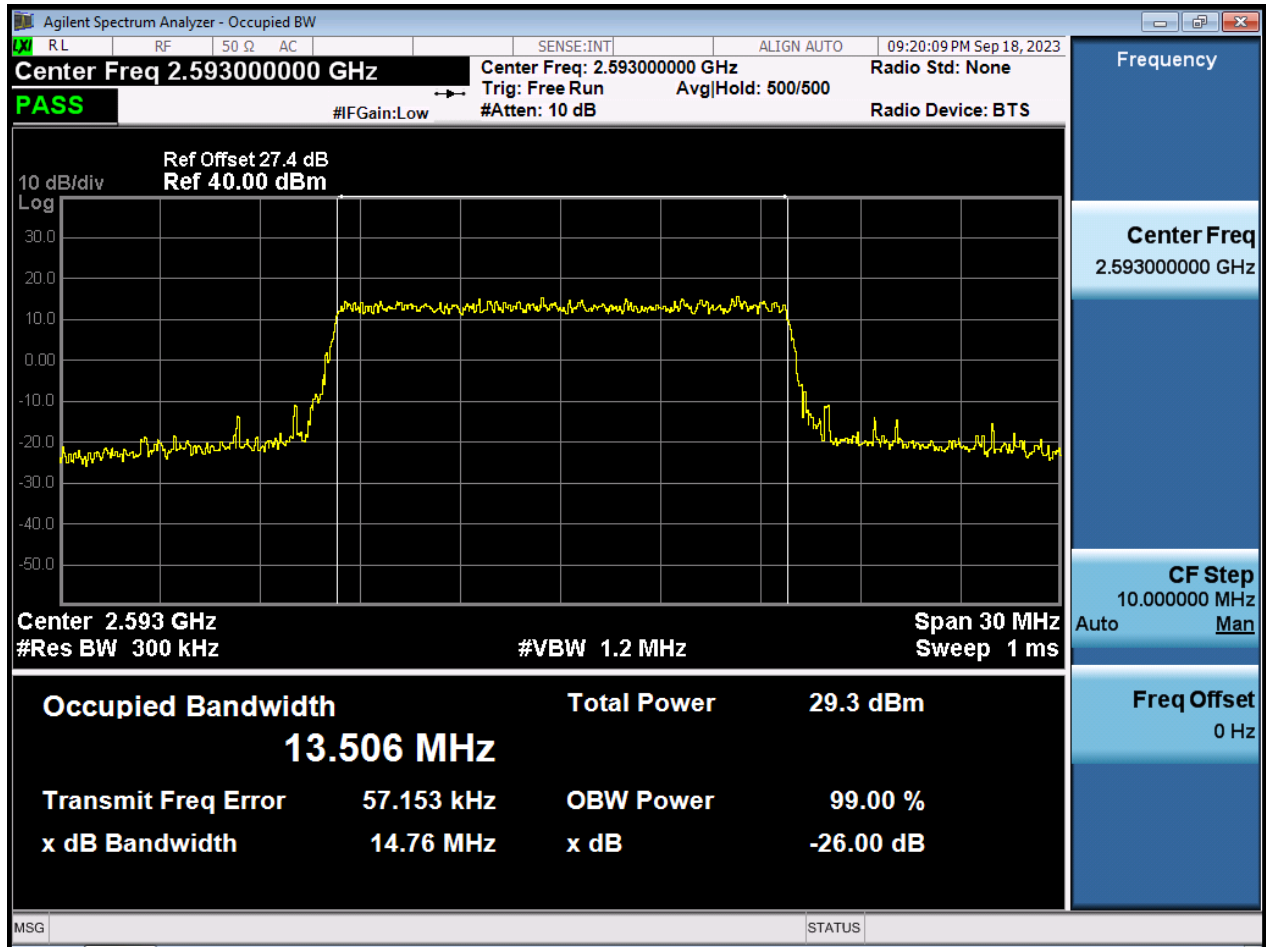 Agilent Spectrum Analyzer - Occupied BW
LXI RL RF 50 Ω AC SENSE:INT ALIGN AUTO 09:20:09 PM Sep 18, 2023
Center Freq 2.593000000 GHz
Center Freq: 2.593000000 GHz
Radio Std: None
Trig: Free Run Avg|Hold: 500/500
PASS
#IFGain:Low
#Atten: 10 dB
Radio Device: BTS
Ref Offset 27.4 dB
10 dB/div Ref 40.00 dBm
Log
30.0
20.0
10.0
0.00
-10.0
-20.0
-30.0
-40.0
-50.0
Center 2.593 GHz Span 30 MHz
#Res BW 300 kHz #VBW 1.2 MHz Sweep 1 ms
Occupied Bandwidth Total Power 29.3 dBm
13.506 MHz
Transmit Freq Error 57.153 kHz OBW Power 99.00 %
x dB Bandwidth 14.76 MHz x dB -26.00 dB
MSG STATUS
Frequency
Center Freq
2.593000000 GHz
CF Step
10.000000 MHz
Auto Man
Freq Offset
0 Hz